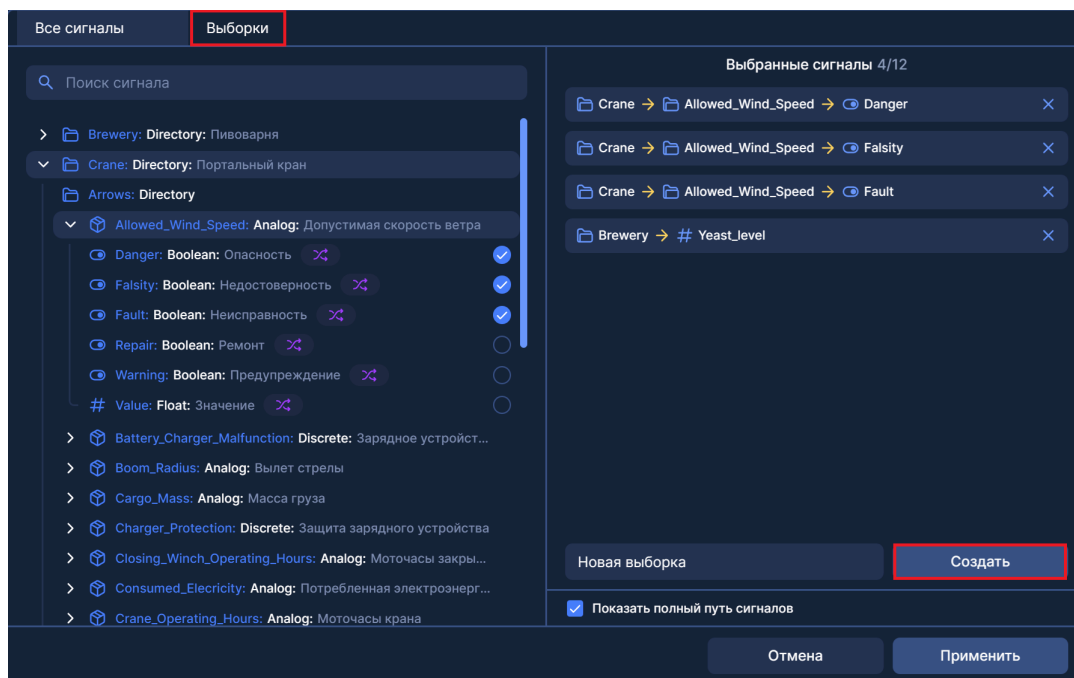 Все сигналы
Выборки
Поиск сигнала
Brewery: Directory: Пивоварня
Crane: Directory: Портальный кран
Arrows: Directory
Allowed_Wind_Speed: Analog: Допустимая скорость ветра
Danger: Boolean: Опасность
Falsity: Boolean: Недостоверность
Fault: Boolean: Неисправность
Repair: Boolean: Ремонт
Warning: Boolean: Предупреждение
Value: Float: Значение
Battery_Charger_Malfunction: Discrete: Зарядное устройст...
Boom_Radius: Analog: Вылет стрелы
Cargo_Mass: Analog: Масса груза
Charger_Protection: Discrete: Защита зарядного устройства
Closing_Winch_Operating_Hours: Analog: Моточасы закры...
Consumed_Elecricity: Analog: Потребленная электроэнерг...
Crane_Operating_Hours: Analog: Моточасы крана
Выбранные сигналы 4/12
Crane → Allowed_Wind_Speed → Danger
Crane → Allowed_Wind_Speed → Falsity
Crane → Allowed_Wind_Speed → Fault
Brewery → # Yeast_level
Новая выборка
Создать
Показать полный путь сигналов
Отмена
Применить